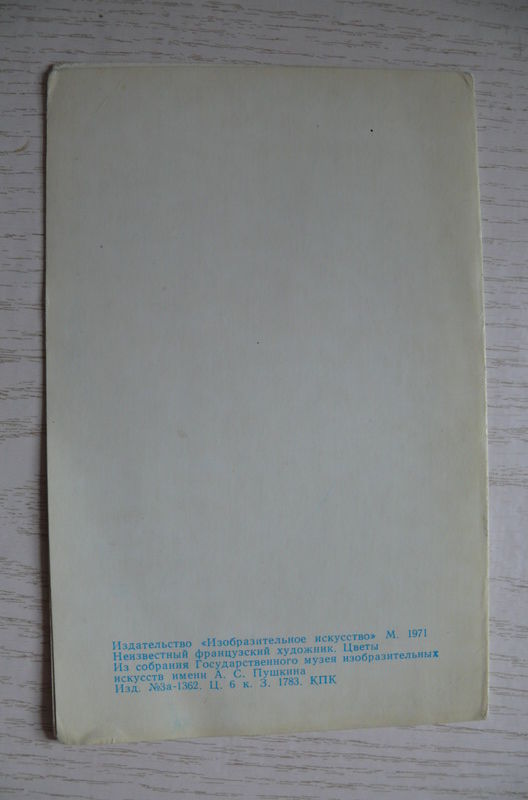 Издательство «Изобразительное искусство» М. 1971
Неизвестный французский художник. Цветы
Из собрания Государственного музея изобразительных
искусств имени А. С. Пушкина
Изд. №3а-1362. Ц. 6 к. З. 1783. КПК